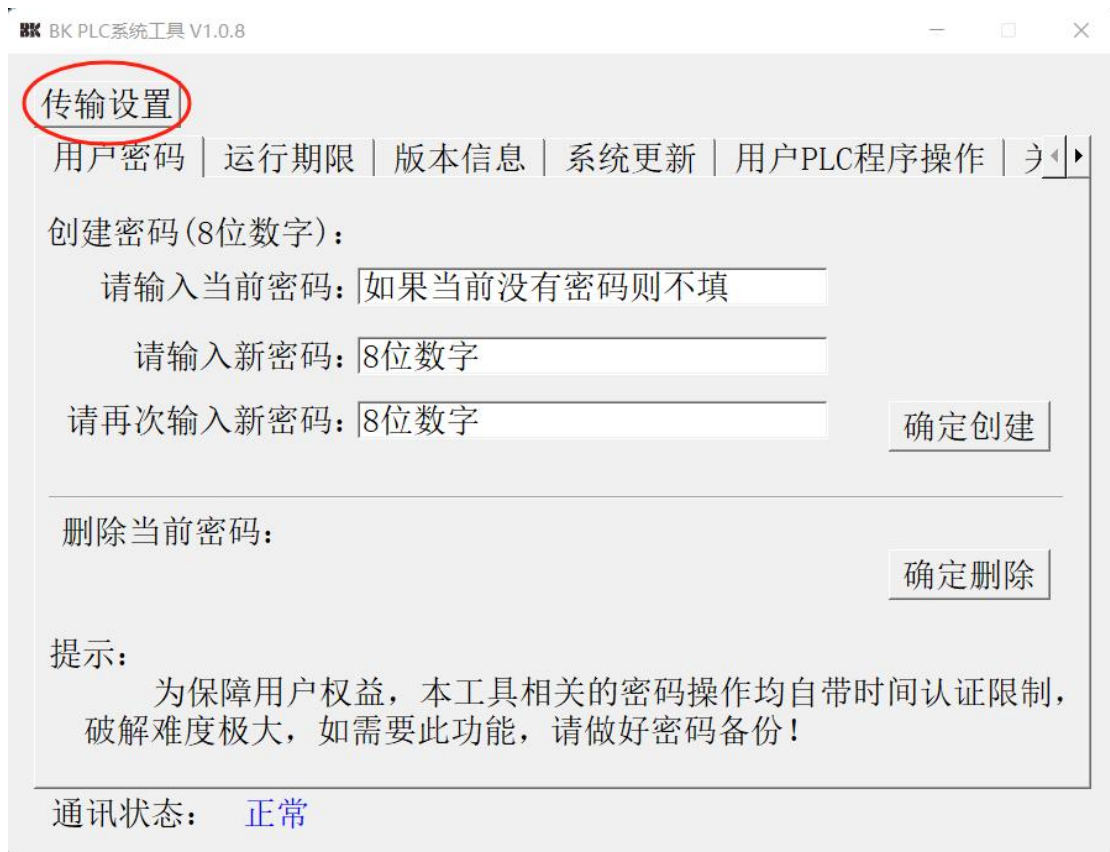 BK BK PLC系统工具 V1.0.8
传输设置
用户密码 运行期限 版本信息 系统更新 用户PLC程序操作
创建密码(8位数字):
请输入当前密码: 如果当前没有密码则不填
请输入新密码: 8位数字
请再次输入新密码: 8位数字
确定创建
删除当前密码:
确定删除
提示:
为保障用户权益，本工具相关的密码操作均自带时间认证限制，
破解难度极大，如需要此功能，请做好密码备份!
通讯状态: 正常